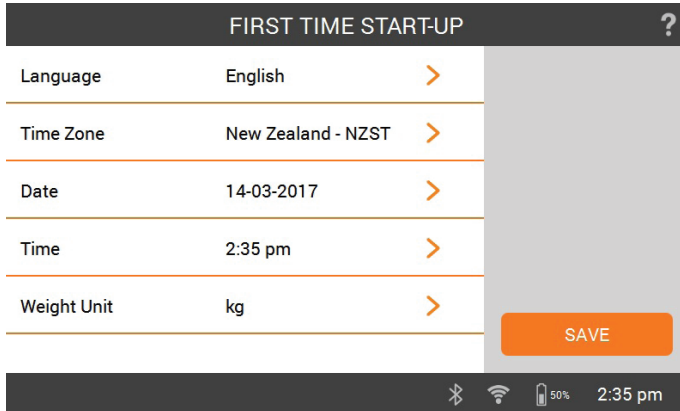 FIRST TIME START-UP ?
Language English
Time Zone New Zealand - NZST
Date 14-03-2017
Time 2:35 pm
Weight Unit kg
SAVE
50% 2:35 pm